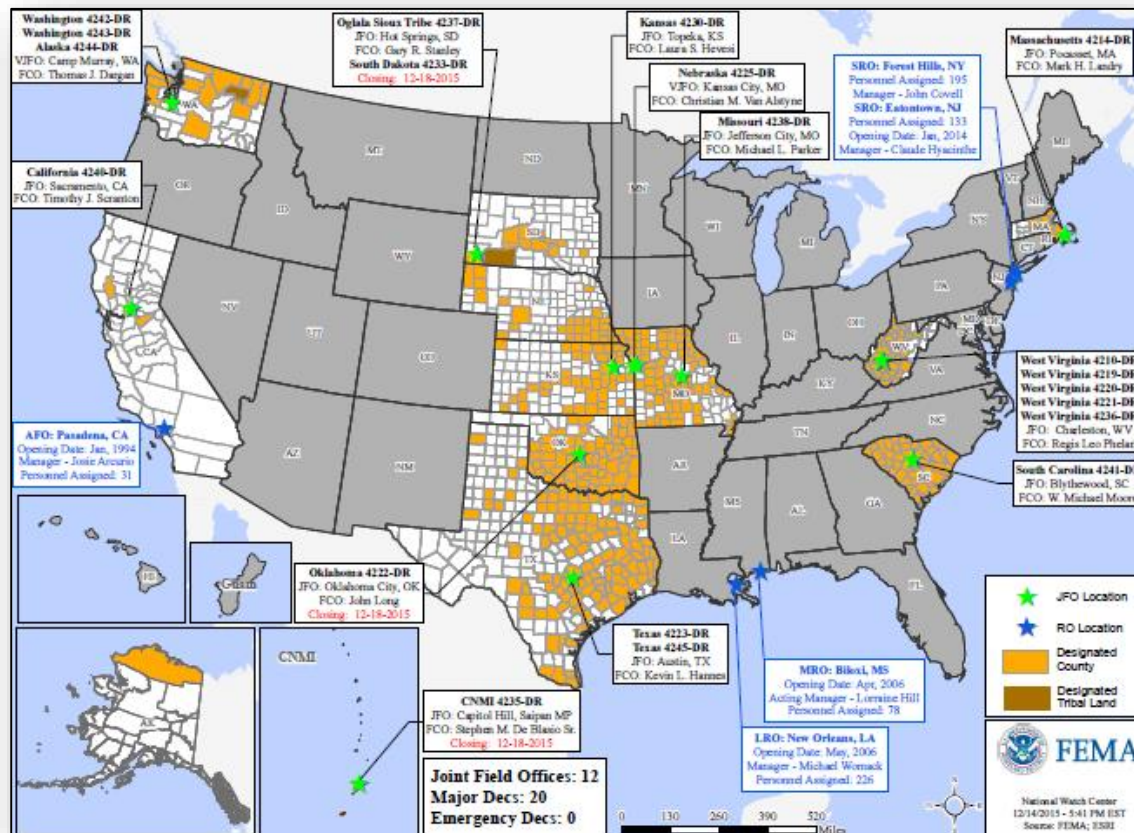 Washington 4242-DR
Washington 4243-DR
Alaska 4244-DR
VJFO: Camp Murray, WA
FCO: Thomas J. Dargan
Oglala Sioux Tribe 4237-DR
JFO: Hot Springs, SD
FCO: Gary R. Stanley
South Dakota 4233-DR
Closing: 12-18-2015
Kansas 4230-DR
JFO: Topeka, KS
FCO: Laura S. Hevesi
Nebraska 4225-DR
VJFO: Kansas City, MO
FCO: Christian M. Van Alstyne
Missouri 4238-DR
JFO: Jefferson City, MO
FCO: Michael L. Parker
SRO: Forest Hills, NY
Personnel Assigned: 195
Manager - John Covell
SRO: Eatontown, NJ
Personnel Assigned: 133
Opening Date: Jan, 2014
Manager - Claude Hyacinthe
Massachusetts 4214-DR
JFO: Pocasset, MA
FCO: Mark H. Landry
California 4240-DR
JFO: Sacramento, CA
FCO: Timothy J. Scranton
WA
MT
ND
MN
ME
OR
ID
SD
WI
MI
VT
NH
NY
MA
CT
RI
WY
NE
IA
PA
NJ
NV
UT
CO
IL
IN
OH
MD
DE
DC
WV
VA
CA
KS
MO
KY
NC
TN
AZ
NM
OK
AR
SC
MS
AL
GA
TX
LA
FL
AFO: Pasadena, CA
Opening Date: Jan, 1994
Manager - Josie Arcurio
Personnel Assigned: 31
West Virginia 4210-DR
West Virginia 4219-DR
West Virginia 4220-DR
West Virginia 4221-DR
West Virginia 4236-DR
JFO: Charleston, WV
FCO: Regis Leo Phelan
South Carolina 4241-DR
JFO: Blythewood, SC
FCO: W. Michael Moore
HI
Guam
Oklahoma 4222-DR
JFO: Oklahoma City, OK
FCO: John Long
Closing: 12-18-2015
Texas 4223-DR
Texas 4245-DR
JFO: Austin, TX
FCO: Kevin L. Hannes
AK
CNMI
CNMI 4235-DR
JFO: Capitol Hill, Saipan MP
FCO: Stephen M. De Blasio Sr.
Closing: 12-18-2015
MRO: Biloxi, MS
Opening Date: Apr, 2006
Acting Manager - Lorraine Hill
Personnel Assigned: 78
LRO: New Orleans, LA
Opening Date: May, 2006
Manager - Michael Womack
Personnel Assigned: 226
Joint Field Offices: 12
Major Decs: 20
Emergency Decs: 0
0 130 260 390 520
Miles
JFO Location
RO Location
Designated
County
Designated
Tribal Land
FEMA
National Watch Center
12/14/2015 - 5:41 PM EST
Source: FEMA; ESRI